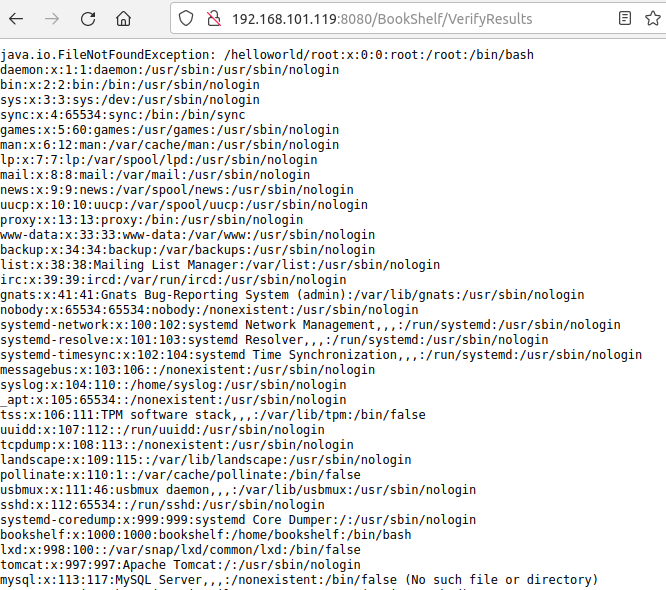 192.168.101.119:8080/BookShelf/VerifyResults
java.io.FileNotFoundException: /helloworld/root:x:0:0:root:/root:/bin/bash
daemon:x:1:1:daemon:/usr/sbin:/usr/sbin/nologin
bin:x:2:2:bin:/bin:/usr/sbin/nologin
sys:x:3:3:sys:/dev:/usr/sbin/nologin
sync:x:4:65534:sync:/bin:/bin/sync
games:x:5:60:games:/usr/games:/usr/sbin/nologin
man:x:6:12:man:/var/cache/man:/usr/sbin/nologin
lp:x:7:7:lp:/var/spool/lpd:/usr/sbin/nologin
mail:x:8:8:mail:/var/mail:/usr/sbin/nologin
news:x:9:9:news:/var/spool/news:/usr/sbin/nologin
uucp:x:10:10:uucp:/var/spool/uucp:/usr/sbin/nologin
proxy:x:13:13:proxy:/bin:/usr/sbin/nologin
www-data:x:33:33:www-data:/var/www:/usr/sbin/nologin
backup:x:34:34:backup:/var/backups:/usr/sbin/nologin
list:x:38:38:Mailing List Manager:/var/list:/usr/sbin/nologin
irc:x:39:39:ircd:/var/run/ircd:/usr/sbin/nologin
gnats:x:41:41:Gnats Bug-Reporting System (admin):/var/lib/gnats:/usr/sbin/nologin
nobody:x:65534:65534:nobody:/nonexistent:/usr/sbin/nologin
systemd-network:x:100:102:systemd Network Management,,,:/run/systemd:/usr/sbin/nologin
systemd-resolve:x:101:103:systemd Resolver,,,:/run/systemd:/usr/sbin/nologin
systemd-timesync:x:102:104:systemd Time Synchronization,,,:/run/systemd:/usr/sbin/nologin
messagebus:x:103:106::/nonexistent:/usr/sbin/nologin
syslog:x:104:110::/home/syslog:/usr/sbin/nologin
_apt:x:105:65534::/nonexistent:/usr/sbin/nologin
tss:x:106:111:TPM software stack,,,:/var/lib/tpm:/bin/false
uuidd:x:107:112::/run/uuidd:/usr/sbin/nologin
tcpdump:x:108:113::/nonexistent:/usr/sbin/nologin
landscape:x:109:115::/var/lib/landscape:/usr/sbin/nologin
pollinate:x:110:1::/var/cache/pollinate:/bin/false
usbmux:x:111:46:usbmux daemon,,,:/var/lib/usbmux:/usr/sbin/nologin
sshd:x:112:65534::/run/sshd:/usr/sbin/nologin
systemd-coredump:x:999:999:systemd Core Dumper:/:/usr/sbin/nologin
bookshelf:x:1000:1000:bookshelf:/home/bookshelf:/bin/bash
lxd:x:998:100::/var/snap/lxd/common/lxd:/bin/false
tomcat:x:997:997:Apache Tomcat:/:/usr/sbin/nologin
mysql:x:113:117:MySQL Server,,,:/nonexistent:/bin/false (No such file or directory)